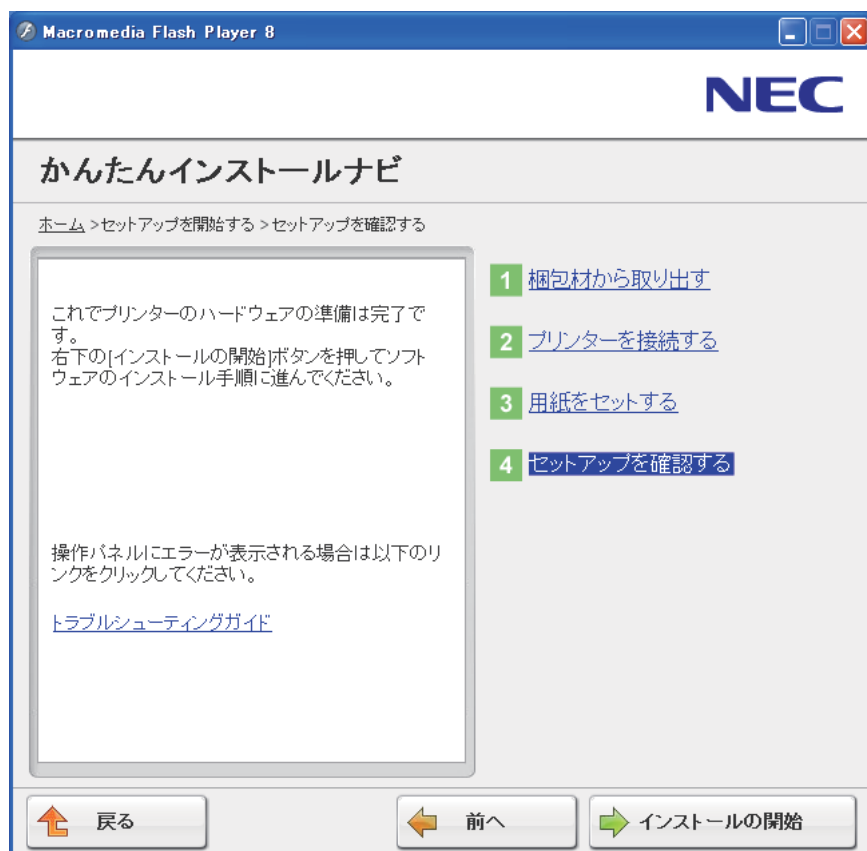 Macromedia Flash Player 8
NEC
かんたんインストールナビ
ホーム >セットアップを開始する >セットアップを確認する
これでプリンターのハードウェアの準備は完了で
す。
右下の[インストールの開始]ボタンを押してソフト
ウェアのインストール手順に進んでください。
操作パネルにエラーが表示される場合は以下のリ
ンクをクリックしてください。
トラブルシューティングガイド
1 梱包材から取り出す
2 プリンターを接続する
3 用紙をセットする
4 セットアップを確認する
戻る
前へ
インストールの開始